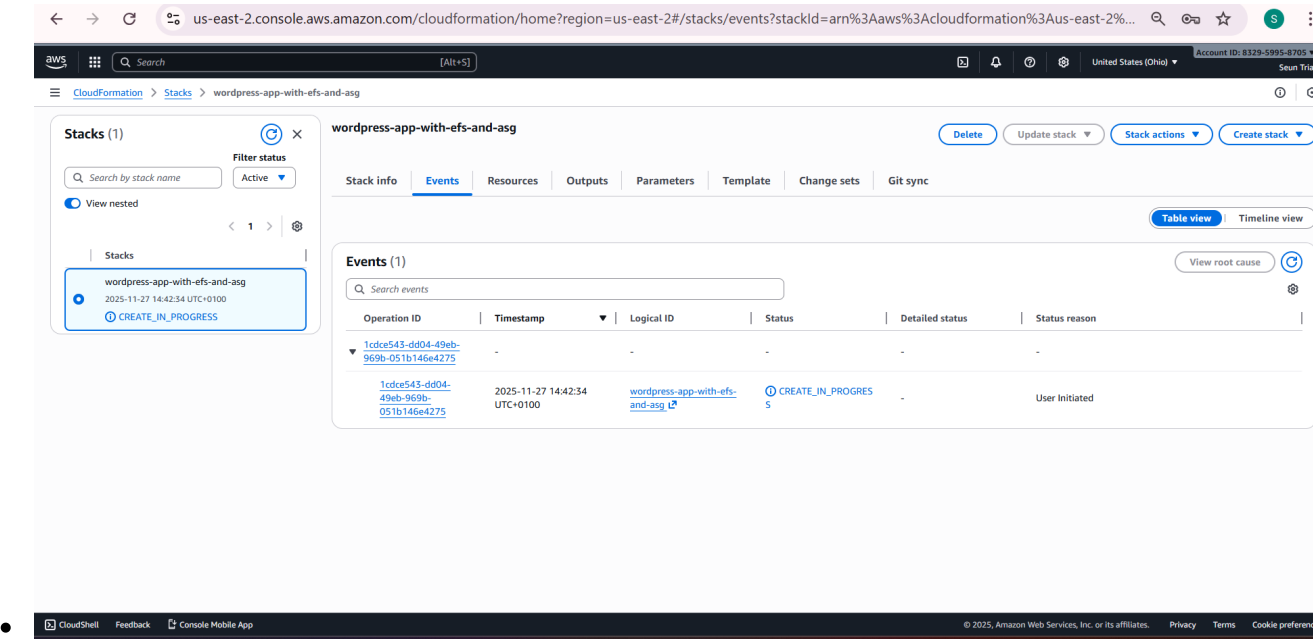 us-east-2.console.aws.amazon.com/cloudformation/home?region=us-east-2#/stacks/events?stackId=arn%3Aaws%3Acloudformation%3Aus-east-2%...
S
aws
Search
[Alt+S]
United States (Ohio)
Account ID: 8329-5995-8705
Seun Tria
CloudFormation > Stacks > wordpress-app-with-efs-and-asg
Stacks (1)
Filter status
Search by stack name
Active
View nested
1
Stacks
wordpress-app-with-efs-and-asg
2025-11-27 14:42:34 UTC+0100
CREATE_IN_PROGRESS
wordpress-app-with-efs-and-asg
Delete
Update stack
Stack actions
Create stack
Stack info
Events
Resources
Outputs
Parameters
Template
Change sets
Git sync
Table view
Timeline view
Events (1)
View root cause
Search events
Operation ID
Timestamp
Logical ID
Status
Detailed status
Status reason
1cdce543-dd04-49eb-
969b-051b146e4275
-
-
-
-
-
1cdce543-dd04-
49eb-969b-
051b146e4275
2025-11-27 14:42:34
UTC+0100
wordpress-app-with-efs-
and-asg
CREATE_IN_PROGRES
S
-
User Initiated
CloudShell
Feedback
Console Mobile App
© 2025, Amazon Web Services, Inc. or its affiliates.
Privacy
Terms
Cookie preferenc